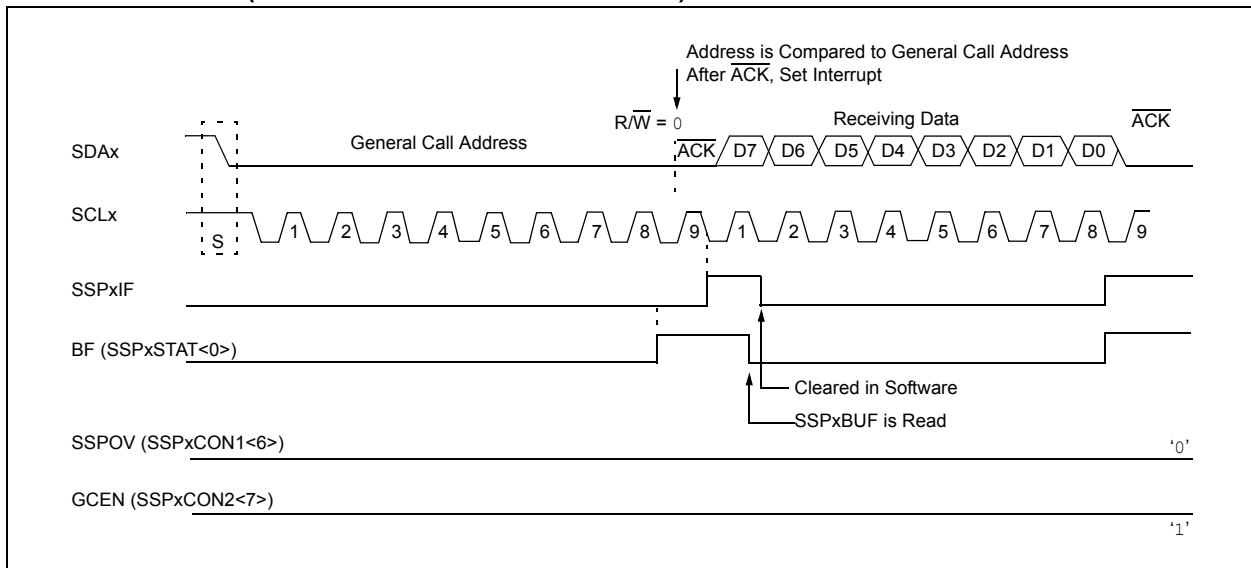 Address is Compared to General Call Address
After ACK, Set Interrupt
R/W = 0
Receiving Data
ACK
SDAx
General Call Address
ACK D7 D6 D5 D4 D3 D2 D1 D0
SCLx
S
1 2 3 4 5 6 7 8 9 1 2 3 4 5 6 7 8 9
SSPxIF
BF (SSPxSTAT<0>)
Cleared in Software
SSPxBUF is Read
SSPOV (SSPxCON1<6>)
‘0’
GCEN (SSPxCON2<7>)
‘1’